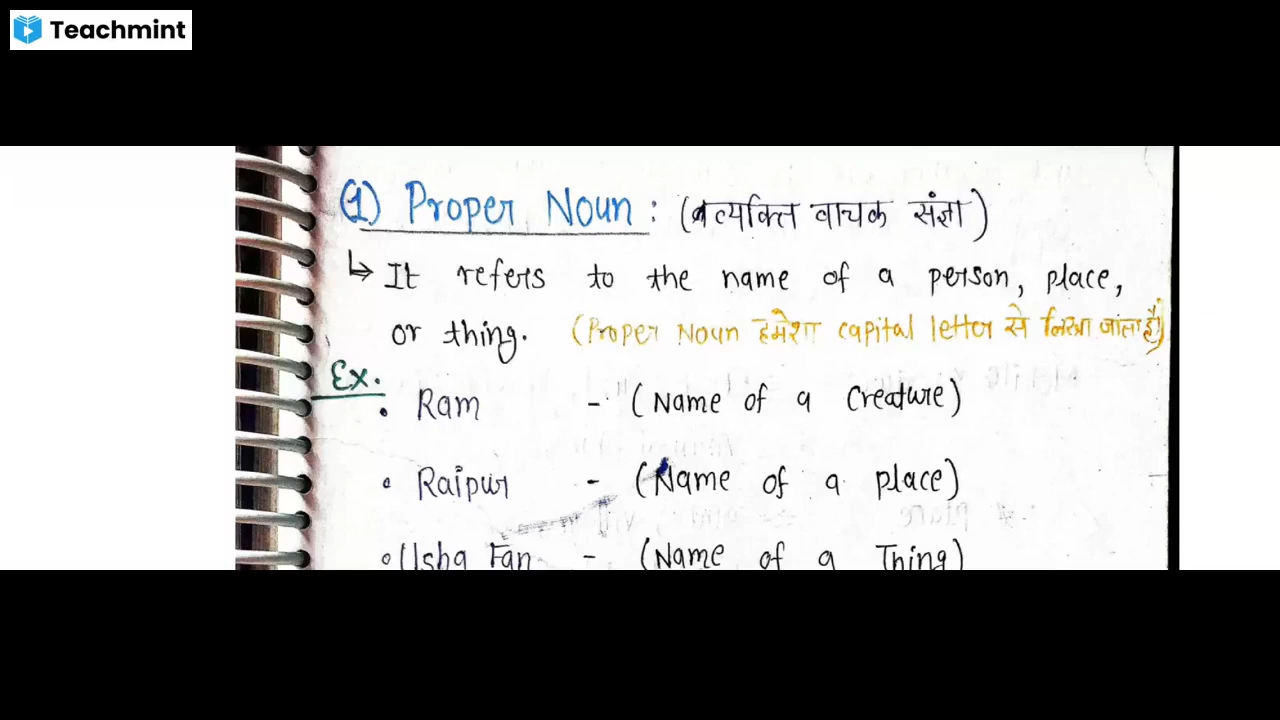 Teachmint
(1) Proper Noun : (व्यक्ति वाचक संज्ञा)
↳ It refers to the name of a person, place,
or thing. (Proper Noun हमेशा capital letter से लिखा जाता है)
Ex.
• Ram - (Name of a Creature)
• Raipur - (Name of a place)
• Usha Fan - (Name of a Thing)